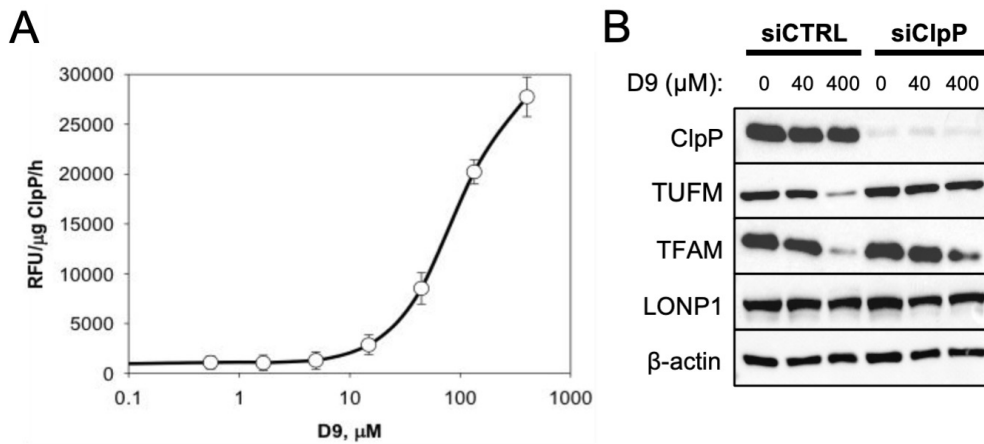 A
30000
25000
20000
15000
10000
5000
0
RFU/µg ClpP/h
0.1 1 10 100 1000
D9, µM
B
siCTRL siClpP
D9 (µM): 0 40 400 0 40 400
ClpP
TUFM
TFAM
LONP1
β-actin